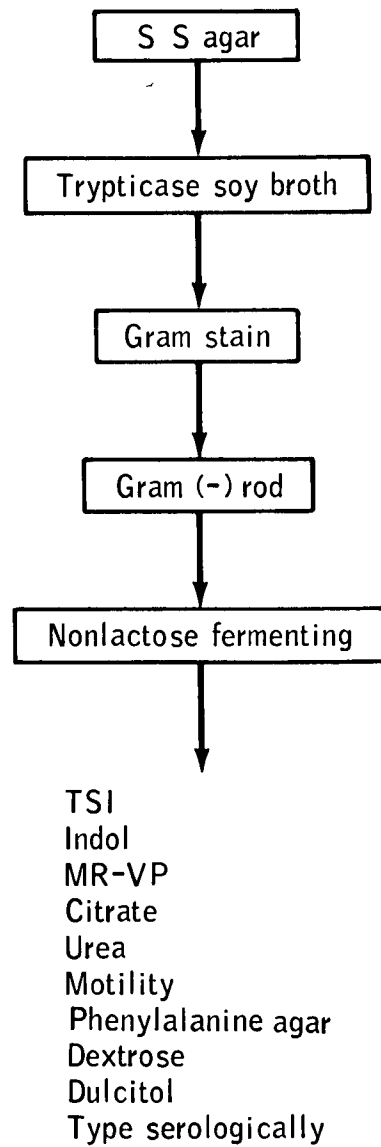 S S agar
Trypticase soy broth
Gram stain
Gram (-) rod
Nonlactose fermenting
TSI
Indol
MR-VP
Citrate
Urea
Motility
Phenylalanine agar
Dextrose
Dulcitol
Type serologically